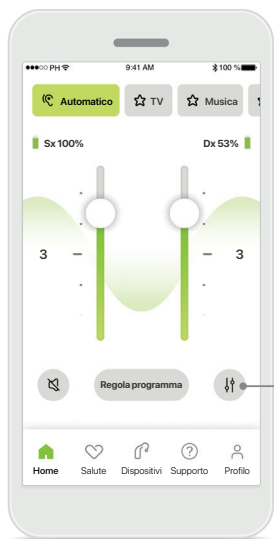 PH 9:41 AM 100 %
Automatico TV Musica
Sx 100% Dx 53%
3 3
Regola programma
Home Salute Dispositivi Supporto Profilo